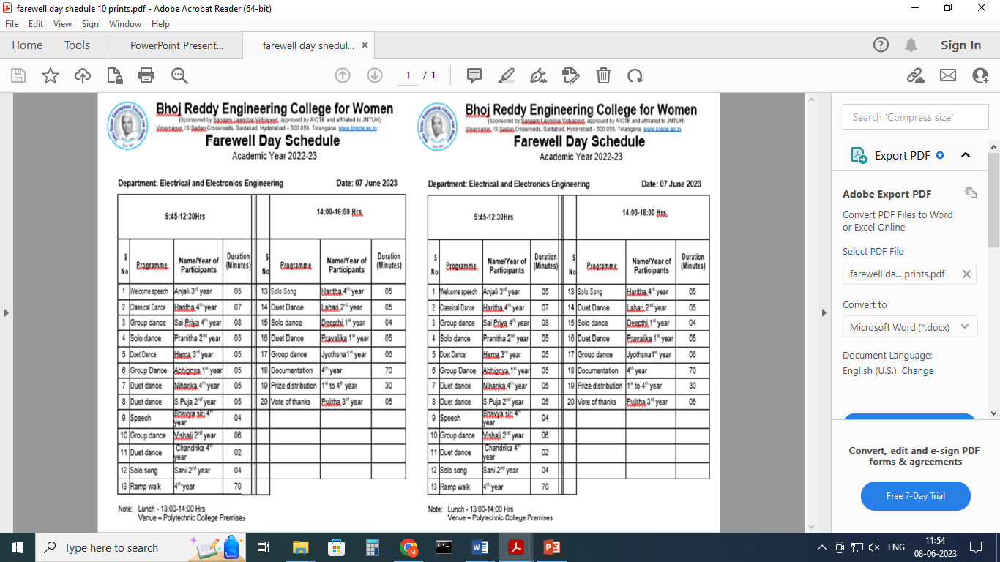 farewell day shedule 10 prints.pdf - Adobe Acrobat Reader (64-bit)
File Edit View Sign Window Help
Home Tools PowerPoint Present... farewell day shedul... ×
Sign In
1 / 1
Bhoj Reddy Engineering College for Women
(Sponsored by Sangam Laxmibai Vidyapeet, approved by AICTE and affiliated to JNTUH)
Vinaynagar, IS Sadan Crossroads, Saidabad, Hyderabad – 500 059, Telangana. www.brecw.ac.in
Farewell Day Schedule
Academic Year 2022-23
Department: Electrical and Electronics Engineering Date: 07 June 2023
9:45-12:30Hrs 14:00-16:00 Hrs.
S No Programme Name/Year of Participants Duration (Minutes) S No Programme Name/Year of Participants Duration (Minutes)
1 Welcome speech Anjali 3rd year 05 13 Solo Song Haritha 4th year 05
2 Classical Dance Haritha 4th year 07 14 Duet Dance Lahari 2nd year 05
3 Group dance Sai Priya 4th year 08 15 Solo dance Deepthi 1st year 04
4 Solo dance Pranitha 2nd year 05 16 Duet Dance Pravalika 1st year 05
5 Duet Dance Hema 3rd year 05 17 Group dance Jyothsna1st year 06
6 Group Dance Abhignya 1st year 05 18 Documentation 4th year 70
7 Duet dance Niharika 4th year 05 19 Prize distribution 1st to 4th year 30
8 Duet dance S Puja 2nd year 05 20 Vote of thanks Pujitha 3rd year 05
9 Speech Bhavya siri 4th year 04
10 Group dance Vishali 2nd year 06
11 Duet dance Chandrika 4th year 02
12 Solo song Sani 2nd year 04
13 Ramp walk 4th year 70
Note: Lunch - 13:00-14:00 Hrs
Venue – Polytechnic College Premises
Bhoj Reddy Engineering College for Women
(Sponsored by Sangam Laxmibai Vidyapeet, approved by AICTE and affiliated to JNTUH)
Vinaynagar, IS Sadan Crossroads, Saidabad, Hyderabad – 500 059, Telangana. www.brecw.ac.in
Farewell Day Schedule
Academic Year 2022-23
Department: Electrical and Electronics Engineering Date: 07 June 2023
9:45-12:30Hrs 14:00-16:00 Hrs.
S No Programme Name/Year of Participants Duration (Minutes) S No Programme Name/Year of Participants Duration (Minutes)
1 Welcome speech Anjali 3rd year 05 13 Solo Song Haritha 4th year 05
2 Classical Dance Haritha 4th year 07 14 Duet Dance Lahari 2nd year 05
3 Group dance Sai Priya 4th year 08 15 Solo dance Deepthi 1st year 04
4 Solo dance Pranitha 2nd year 05 16 Duet Dance Pravalika 1st year 05
5 Duet Dance Hema 3rd year 05 17 Group dance Jyothsna1st year 06
6 Group Dance Abhignya 1st year 05 18 Documentation 4th year 70
7 Duet dance Niharika 4th year 05 19 Prize distribution 1st to 4th year 30
8 Duet dance S Puja 2nd year 05 20 Vote of thanks Pujitha 3rd year 05
9 Speech Bhavya siri 4th year 04
10 Group dance Vishali 2nd year 06
11 Duet dance Chandrika 4th year 02
12 Solo song Sani 2nd year 04
13 Ramp walk 4th year 70
Note: Lunch - 13:00-14:00 Hrs
Venue – Polytechnic College Premises
Search 'Compress size'
Export PDF
Adobe Export PDF
Convert PDF Files to Word
or Excel Online
Select PDF File
farewell da... prints.pdf
Convert to
Microsoft Word (*.docx)
Document Language:
English (U.S.) Change
Convert, edit and e-sign PDF
forms & agreements
Free 7-Day Trial
Type here to search
ENG
11:54
08-06-2023